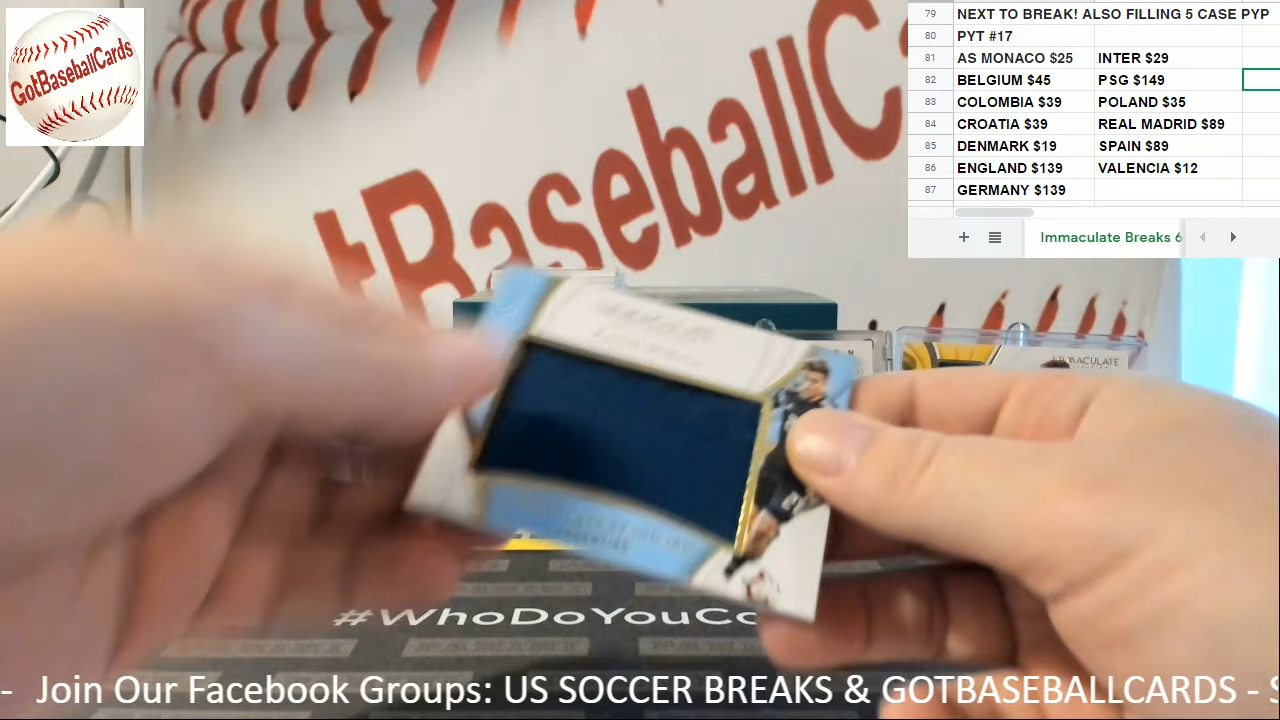 GotBaseballCards
79 NEXT TO BREAK! ALSO FILLING 5 CASE PYP
80 PYT #17
81 AS MONACO $25 INTER $29
82 BELGIUM $45 PSG $149
83 COLOMBIA $39 POLAND $35
84 CROATIA $39 REAL MADRID $89
85 DENMARK $19 SPAIN $89
86 ENGLAND $139 VALENCIA $12
87 GERMANY $139
+ Immaculate Breaks 6
tBaseballC
IMMACULATE
#WhoDoYouCo
- Join Our Facebook Groups: US SOCCER BREAKS & GOTBASEBALLCARDS - S